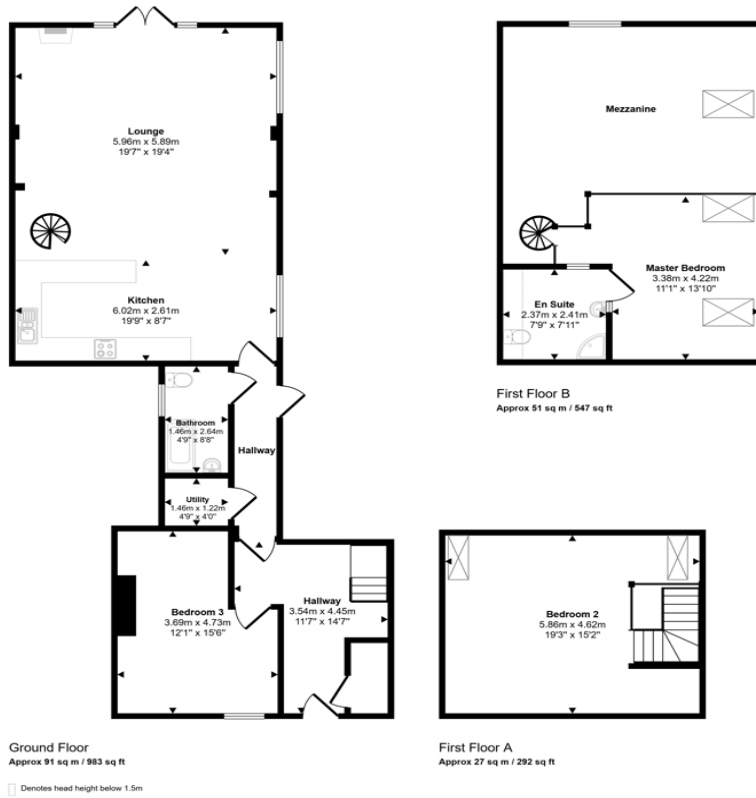 Lounge
5.96m x 5.89m
19'7" x 19'4"
Kitchen
6.02m x 2.61m
19'9" x 8'7"
Bathroom
1.46m x 2.64m
4'9" x 8'8"
Hallway
Utility
1.46m x 1.22m
4'9" x 4'0"
Bedroom 3
3.69m x 4.73m
12'1" x 15'6"
Hallway
3.54m x 4.45m
11'7" x 14'7"
Ground Floor
Approx 91 sq m / 983 sq ft
Denotes head height below 1.5m
Mezzanine
Master Bedroom
3.38m x 4.22m
11'1" x 13'10"
En Suite
2.37m x 2.41m
7'9" x 7'11"
First Floor B
Approx 51 sq m / 547 sq ft
Bedroom 2
5.86m x 4.62m
19'3" x 15'2"
First Floor A
Approx 27 sq m / 292 sq ft